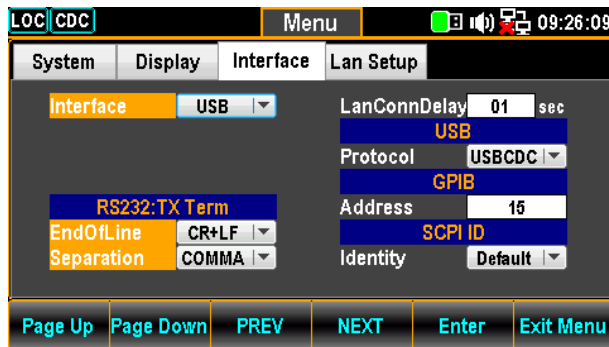 LOC CDC Menu 09:26:09
System Display Interface Lan Setup
Interface USB
LanConnDelay 01 sec
USB
Protocol USBCDC
GPIB
RS232:TX Term
Address 15
EndOfLine CR+LF
SCPI ID
Separation COMMA
Identity Default
Page Up Page Down PREV NEXT Enter Exit Menu